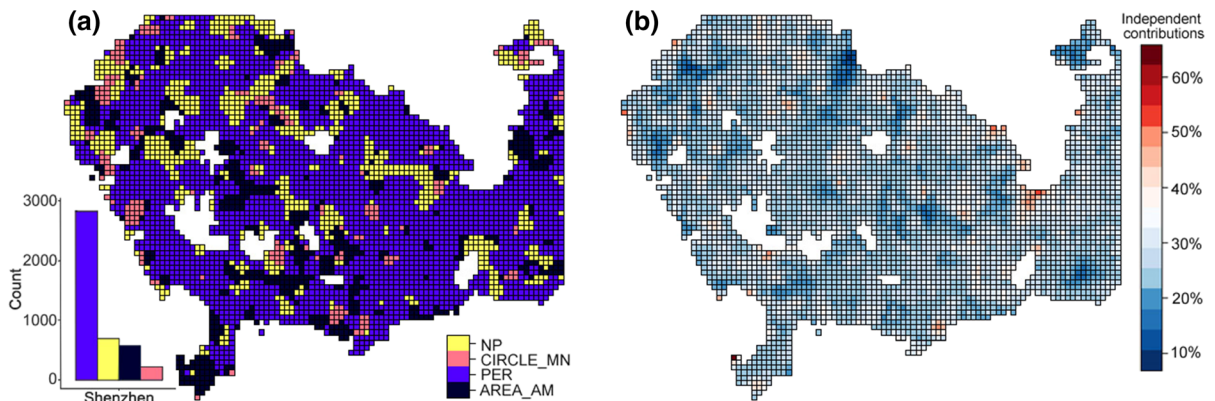 (a)
3000
2000
1000
0
Count
Shenzhen
NP
CIRCLE_MN
PER
AREA_AM
(b)
Independent
contributions
60%
50%
40%
30%
20%
10%